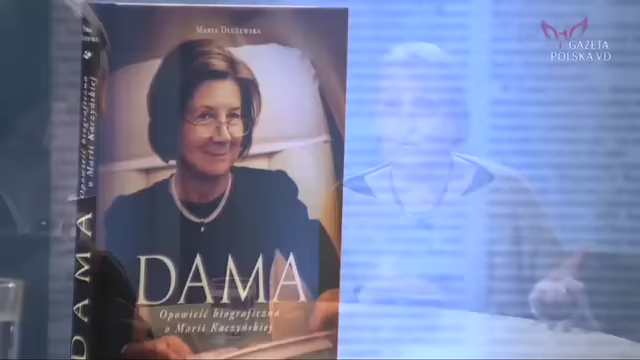 MARIA DŁUŻEWSKA
DAMA
Opowieść biograficzna
o Marii Kaczyńskiej
DAMA
Opowieść biograficzna
o Marii Kaczyńskiej
GAZETA
POLSKA VD